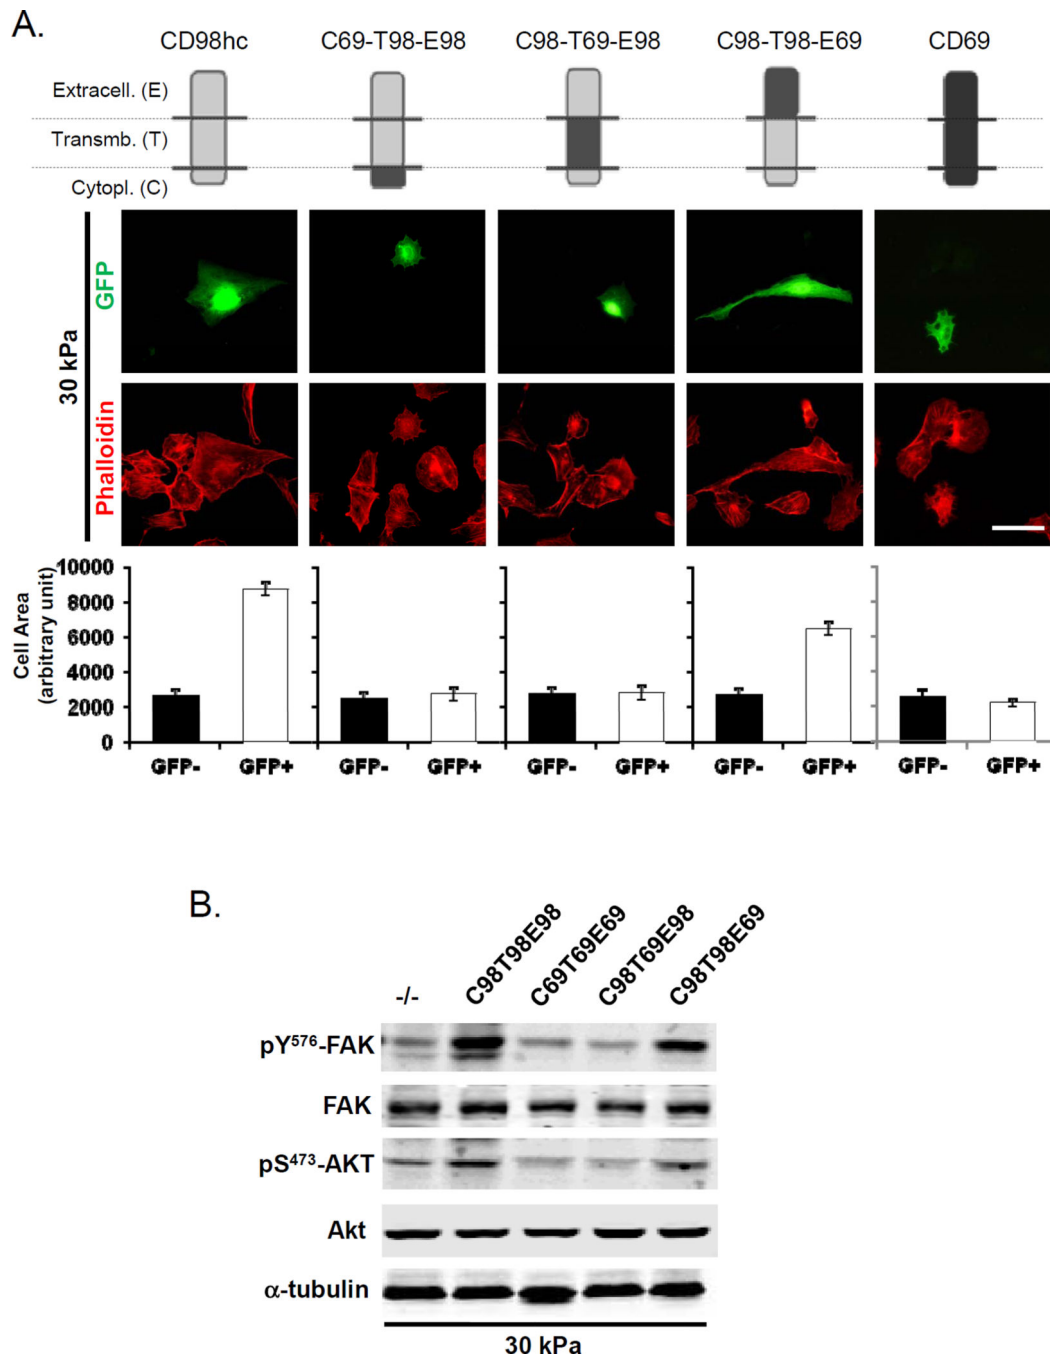 A.
CD98hc C69-T98-E98 C98-T69-E98 C98-T98-E69 CD69
Extracell. (E)
Transmb. (T)
Cytopl. (C)
30 kPa
GFP
Phalloidin
Cell Area
(arbitrary unit)
10000
8000
6000
4000
2000
0
GFP- GFP+ GFP- GFP+ GFP- GFP+ GFP- GFP+ GFP- GFP+
B.
-/- C98T98E98 C69T69E69 C98T69E98 C98T98E69
pY⁵⁷⁶-FAK
FAK
pS⁴⁷³-AKT
Akt
α-tubulin
30 kPa